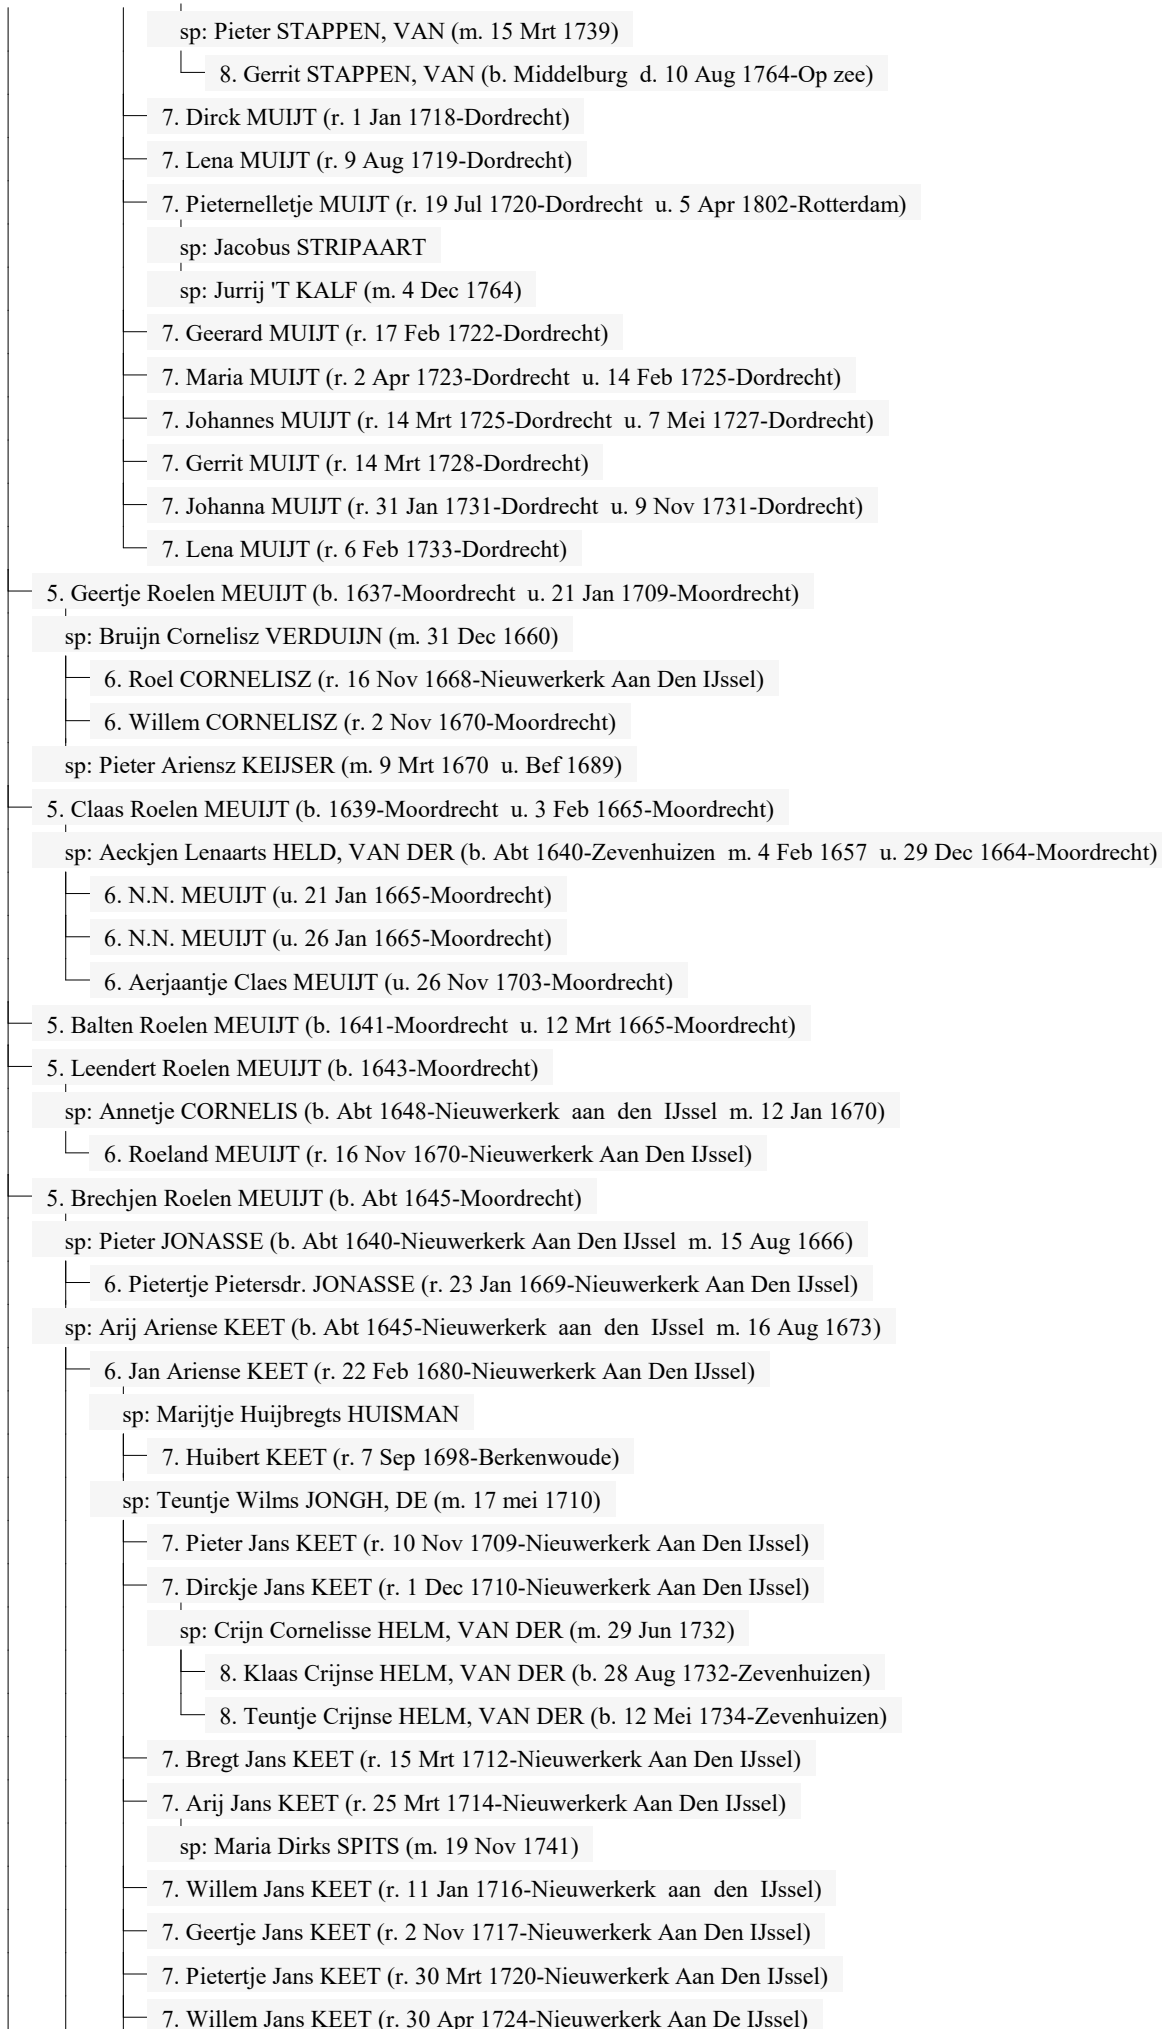 sp: Pieter STAPPEN, VAN (m. 15 Mrt 1739)
8. Gerrit STAPPEN, VAN (b. Middelburg d. 10 Aug 1764-Op zee)
7. Dirck MUIJT (r. 1 Jan 1718-Dordrecht)
7. Lena MUIJT (r. 9 Aug 1719-Dordrecht)
7. Pieternelletje MUIJT (r. 19 Jul 1720-Dordrecht u. 5 Apr 1802-Rotterdam)
sp: Jacobus STRIPAART
sp: Jurrij 'T KALF (m. 4 Dec 1764)
7. Geerard MUIJT (r. 17 Feb 1722-Dordrecht)
7. Maria MUIJT (r. 2 Apr 1723-Dordrecht u. 14 Feb 1725-Dordrecht)
7. Johannes MUIJT (r. 14 Mrt 1725-Dordrecht u. 7 Mei 1727-Dordrecht)
7. Gerrit MUIJT (r. 14 Mrt 1728-Dordrecht)
7. Johanna MUIJT (r. 31 Jan 1731-Dordrecht u. 9 Nov 1731-Dordrecht)
7. Lena MUIJT (r. 6 Feb 1733-Dordrecht)
5. Geertje Roelen MEUIJT (b. 1637-Moordrecht u. 21 Jan 1709-Moordrecht)
sp: Bruijn Cornelisz VERDUIJN (m. 31 Dec 1660)
6. Roel CORNELISZ (r. 16 Nov 1668-Nieuwerkerk Aan Den IJssel)
6. Willem CORNELISZ (r. 2 Nov 1670-Moordrecht)
sp: Pieter Ariensz KEIJSER (m. 9 Mrt 1670 u. Bef 1689)
5. Claas Roelen MEUIJT (b. 1639-Moordrecht u. 3 Feb 1665-Moordrecht)
sp: Aeckjen Lenaarts HELD, VAN DER (b. Abt 1640-Zevenhuizen m. 4 Feb 1657 u. 29 Dec 1664-Moordrecht)
6. N.N. MEUIJT (u. 21 Jan 1665-Moordrecht)
6. N.N. MEUIJT (u. 26 Jan 1665-Moordrecht)
6. Aerjaantje Claes MEUIJT (u. 26 Nov 1703-Moordrecht)
5. Balten Roelen MEUIJT (b. 1641-Moordrecht u. 12 Mrt 1665-Moordrecht)
5. Leendert Roelen MEUIJT (b. 1643-Moordrecht)
sp: Annetje CORNELIS (b. Abt 1648-Nieuwerkerk aan den IJssel m. 12 Jan 1670)
6. Roeland MEUIJT (r. 16 Nov 1670-Nieuwerkerk Aan Den IJssel)
5. Brechjen Roelen MEUIJT (b. Abt 1645-Moordrecht)
sp: Pieter JONASSE (b. Abt 1640-Nieuwerkerk Aan Den IJssel m. 15 Aug 1666)
6. Pietertje Pietersdr. JONASSE (r. 23 Jan 1669-Nieuwerkerk Aan Den IJssel)
sp: Arij Ariense KEET (b. Abt 1645-Nieuwerkerk aan den IJssel m. 16 Aug 1673)
6. Jan Ariense KEET (r. 22 Feb 1680-Nieuwerkerk Aan Den IJssel)
sp: Marijtje Huijbregts HUISMAN
7. Huibert KEET (r. 7 Sep 1698-Berkenwoude)
sp: Teuntje Wilms JONGH, DE (m. 17 mei 1710)
7. Pieter Jans KEET (r. 10 Nov 1709-Nieuwerkerk Aan Den IJssel)
7. Dirckje Jans KEET (r. 1 Dec 1710-Nieuwerkerk Aan Den IJssel)
sp: Crijn Cornelisse HELM, VAN DER (m. 29 Jun 1732)
8. Klaas Crijnse HELM, VAN DER (b. 28 Aug 1732-Zevenhuizen)
8. Teuntje Crijnse HELM, VAN DER (b. 12 Mei 1734-Zevenhuizen)
7. Bregt Jans KEET (r. 15 Mrt 1712-Nieuwerkerk Aan Den IJssel)
7. Arij Jans KEET (r. 25 Mrt 1714-Nieuwerkerk Aan Den IJssel)
sp: Maria Dirks SPITS (m. 19 Nov 1741)
7. Willem Jans KEET (r. 11 Jan 1716-Nieuwerkerk aan den IJssel)
7. Geertje Jans KEET (r. 2 Nov 1717-Nieuwerkerk Aan Den IJssel)
7. Pietertje Jans KEET (r. 30 Mrt 1720-Nieuwerkerk Aan Den IJssel)
7. Willem Jans KEET (r. 30 Apr 1724-Nieuwerkerk Aan De IJssel)